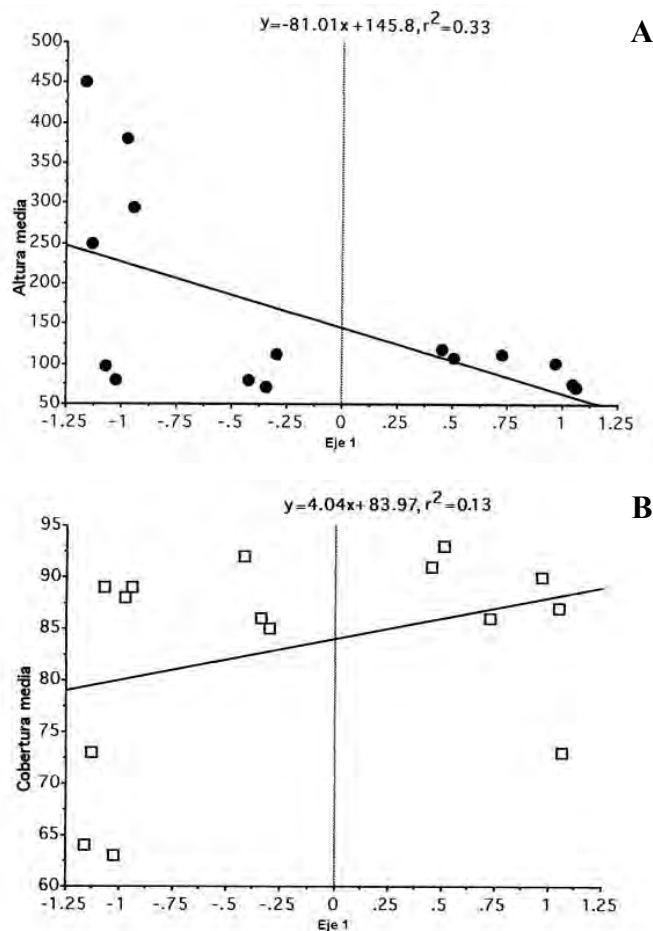 y=-81.01x+145.8, r²=0.33
A
500
450
400
350
300
250
200
150
100
50
Altura media
-1.25 -1 -.75 -.5 -.25 0 .25 .5 .75 1 1.25
Eje 1
y=4.04x+83.97, r²=0.13
B
95
90
85
80
75
70
65
60
Cobertura media
-1.25 -1 -.75 -.5 -.25 0 .25 .5 .75 1 1.25
Eje 1